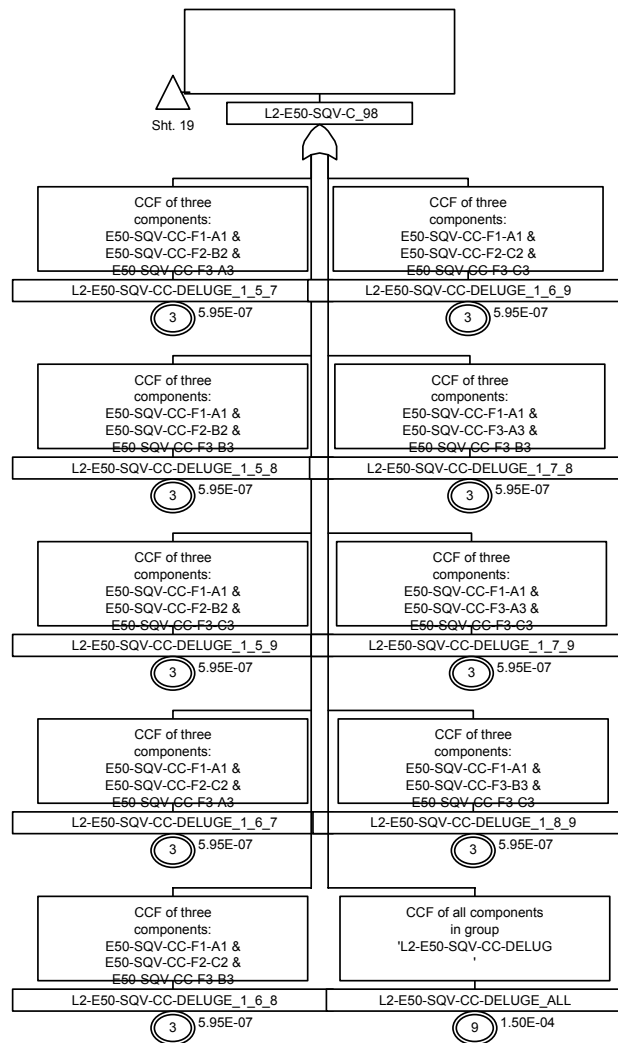 Sht. 19
L2-E50-SQV-C_98
CCF of three
components:
E50-SQV-CC-F1-A1 &
E50-SQV-CC-F2-B2 &
E50-SQV-CC-F3-A3
L2-E50-SQV-CC-DELUGE_1_5_7
3
5.95E-07
CCF of three
components:
E50-SQV-CC-F1-A1 &
E50-SQV-CC-F2-C2 &
E50-SQV-CC-F3-C3
L2-E50-SQV-CC-DELUGE_1_6_9
3
5.95E-07
CCF of three
components:
E50-SQV-CC-F1-A1 &
E50-SQV-CC-F2-B2 &
E50-SQV-CC-F3-B3
L2-E50-SQV-CC-DELUGE_1_5_8
3
5.95E-07
CCF of three
components:
E50-SQV-CC-F1-A1 &
E50-SQV-CC-F3-A3 &
E50-SQV-CC-F3-B3
L2-E50-SQV-CC-DELUGE_1_7_8
3
5.95E-07
CCF of three
components:
E50-SQV-CC-F1-A1 &
E50-SQV-CC-F2-B2 &
E50-SQV-CC-F3-C3
L2-E50-SQV-CC-DELUGE_1_5_9
3
5.95E-07
CCF of three
components:
E50-SQV-CC-F1-A1 &
E50-SQV-CC-F3-A3 &
E50-SQV-CC-F3-C3
L2-E50-SQV-CC-DELUGE_1_7_9
3
5.95E-07
CCF of three
components:
E50-SQV-CC-F1-A1 &
E50-SQV-CC-F2-C2 &
E50-SQV-CC-F3-A3
L2-E50-SQV-CC-DELUGE_1_6_7
3
5.95E-07
CCF of three
components:
E50-SQV-CC-F1-A1 &
E50-SQV-CC-F3-B3 &
E50-SQV-CC-F3-C3
L2-E50-SQV-CC-DELUGE_1_8_9
3
5.95E-07
CCF of three
components:
E50-SQV-CC-F1-A1 &
E50-SQV-CC-F2-C2 &
E50-SQV-CC-F3-B3
L2-E50-SQV-CC-DELUGE_1_6_8
3
5.95E-07
CCF of all components
in group
'L2-E50-SQV-CC-DELUG
'
L2-E50-SQV-CC-DELUGE_ALL
9
1.50E-04